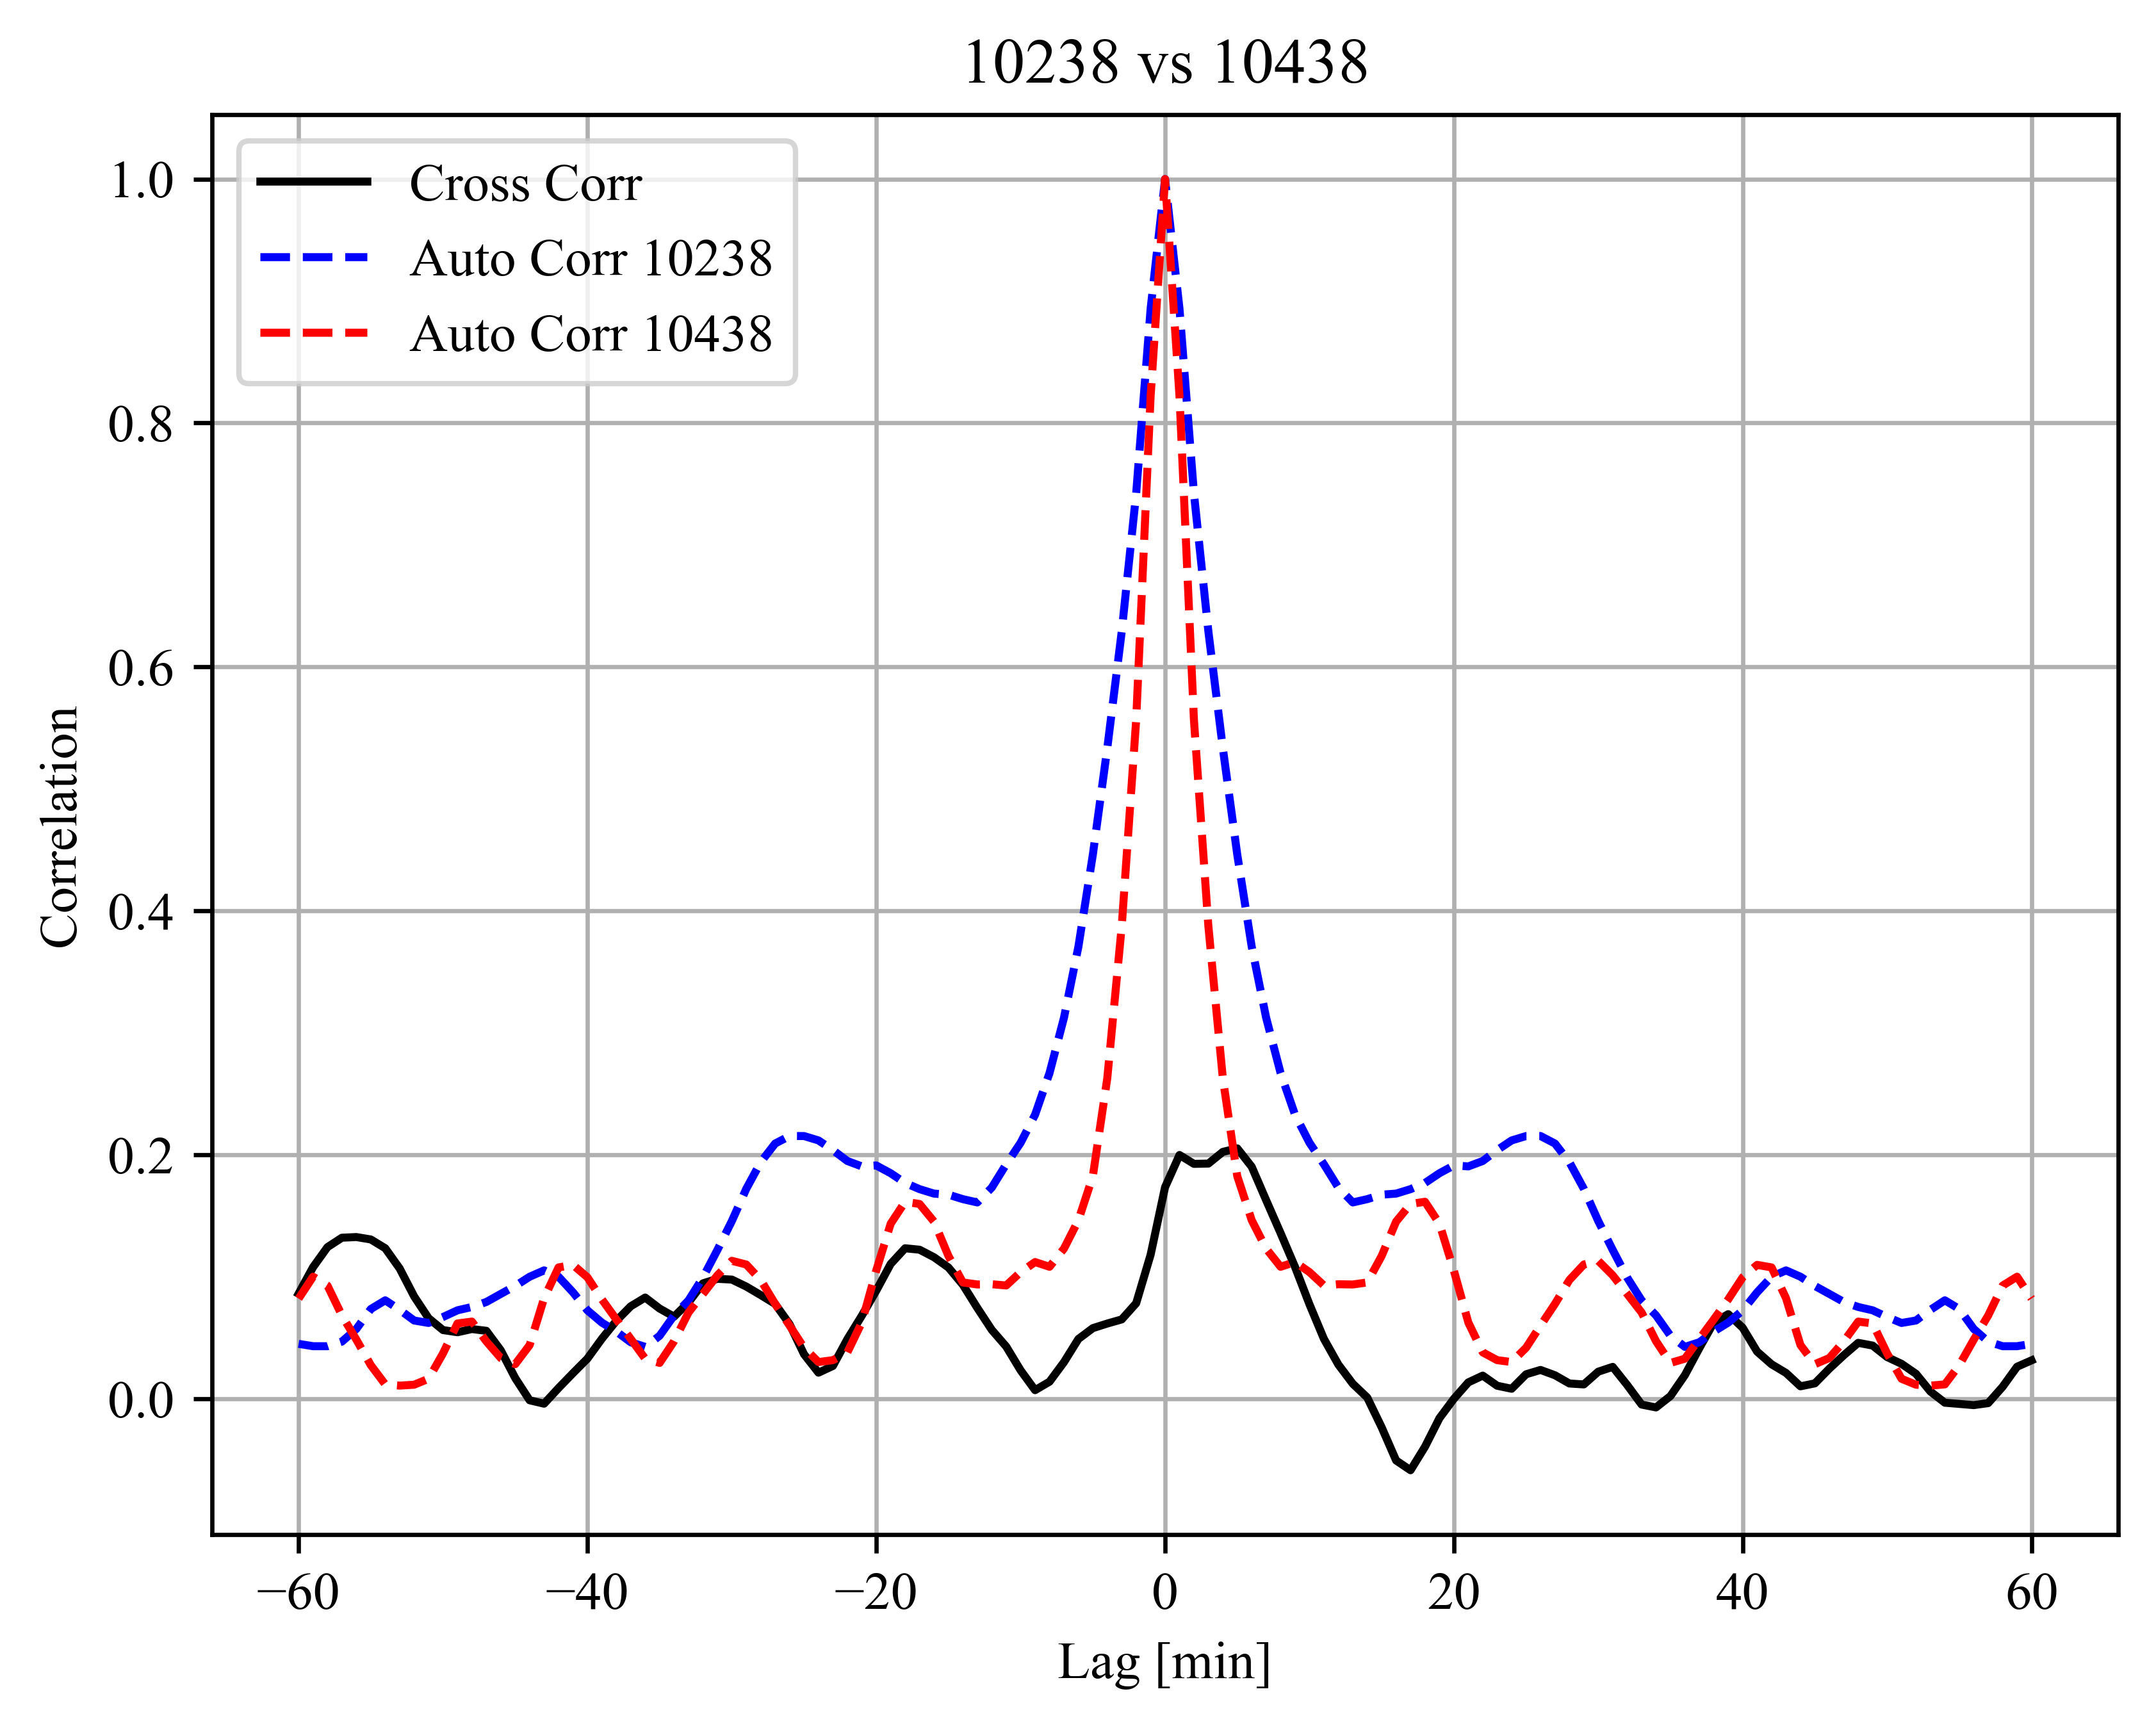 10238 vs 10438
Cross Corr
Auto Corr 10238
Auto Corr 10438
1.0
0.8
0.6
0.4
0.2
0.0
Correlation
−60 −40 −20 0 20 40 60
Lag [min]